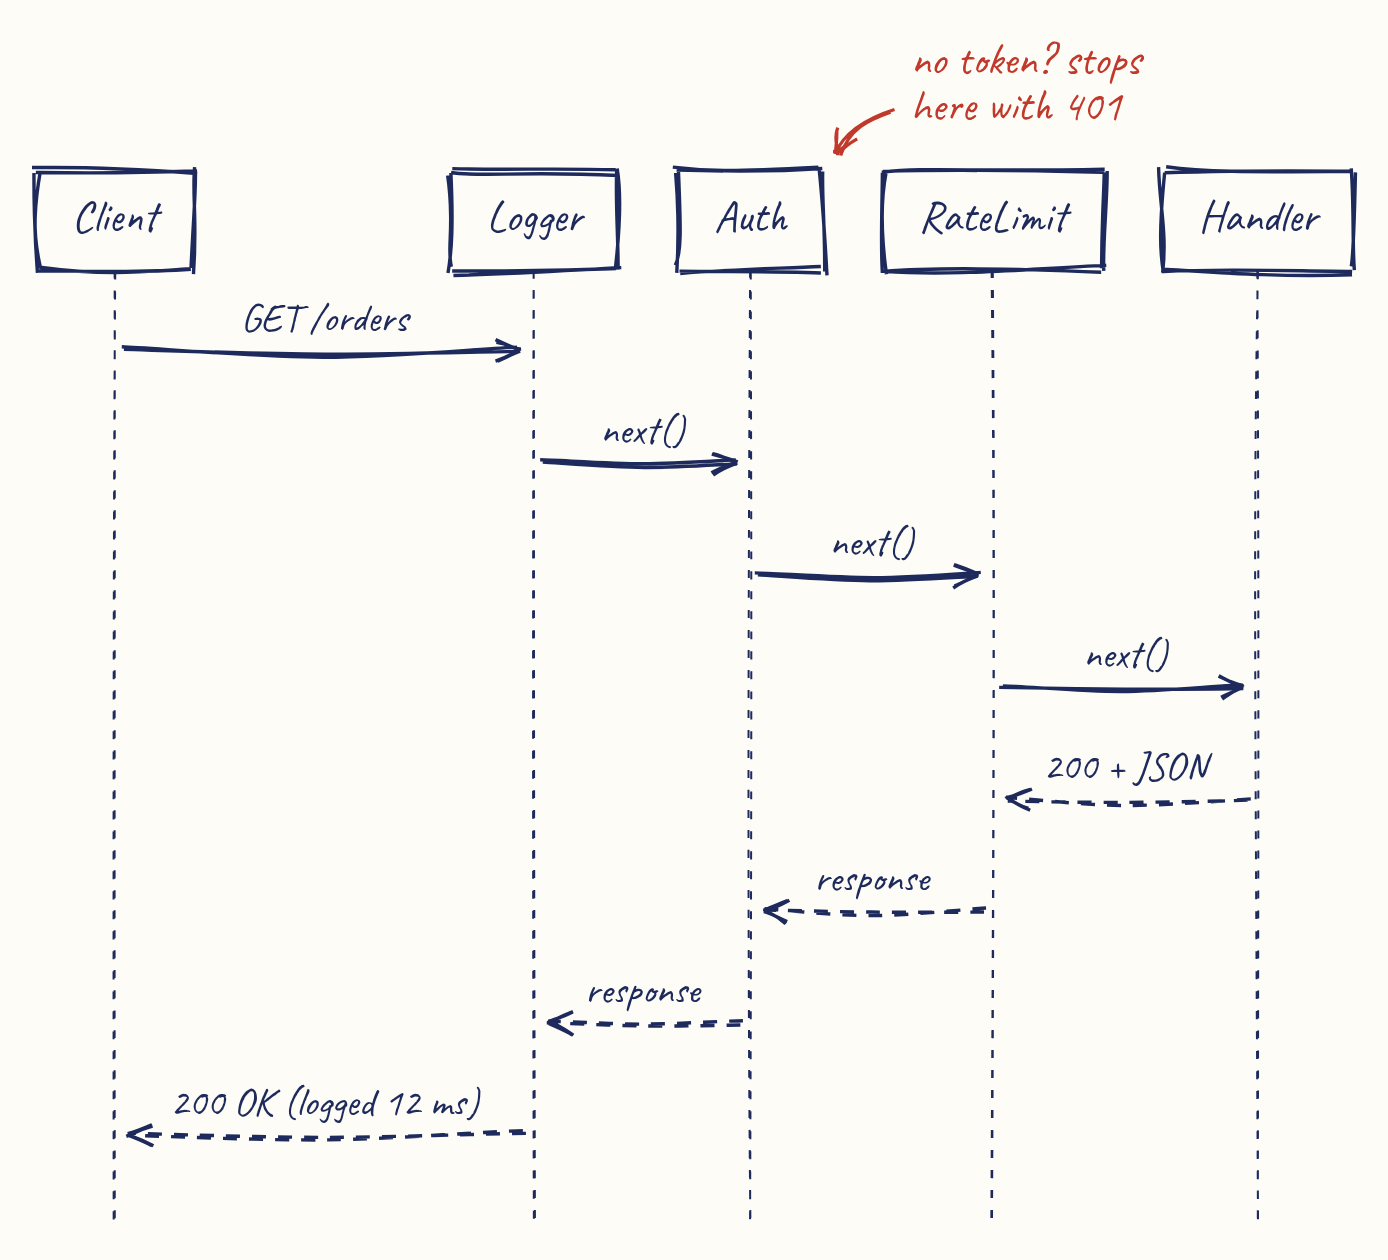 no token? stops
here with 401
Client
Logger
Auth
RateLimit
Handler
GET /orders
next()
next()
next()
200 + JSON
response
response
200 OK (logged 12 ms)